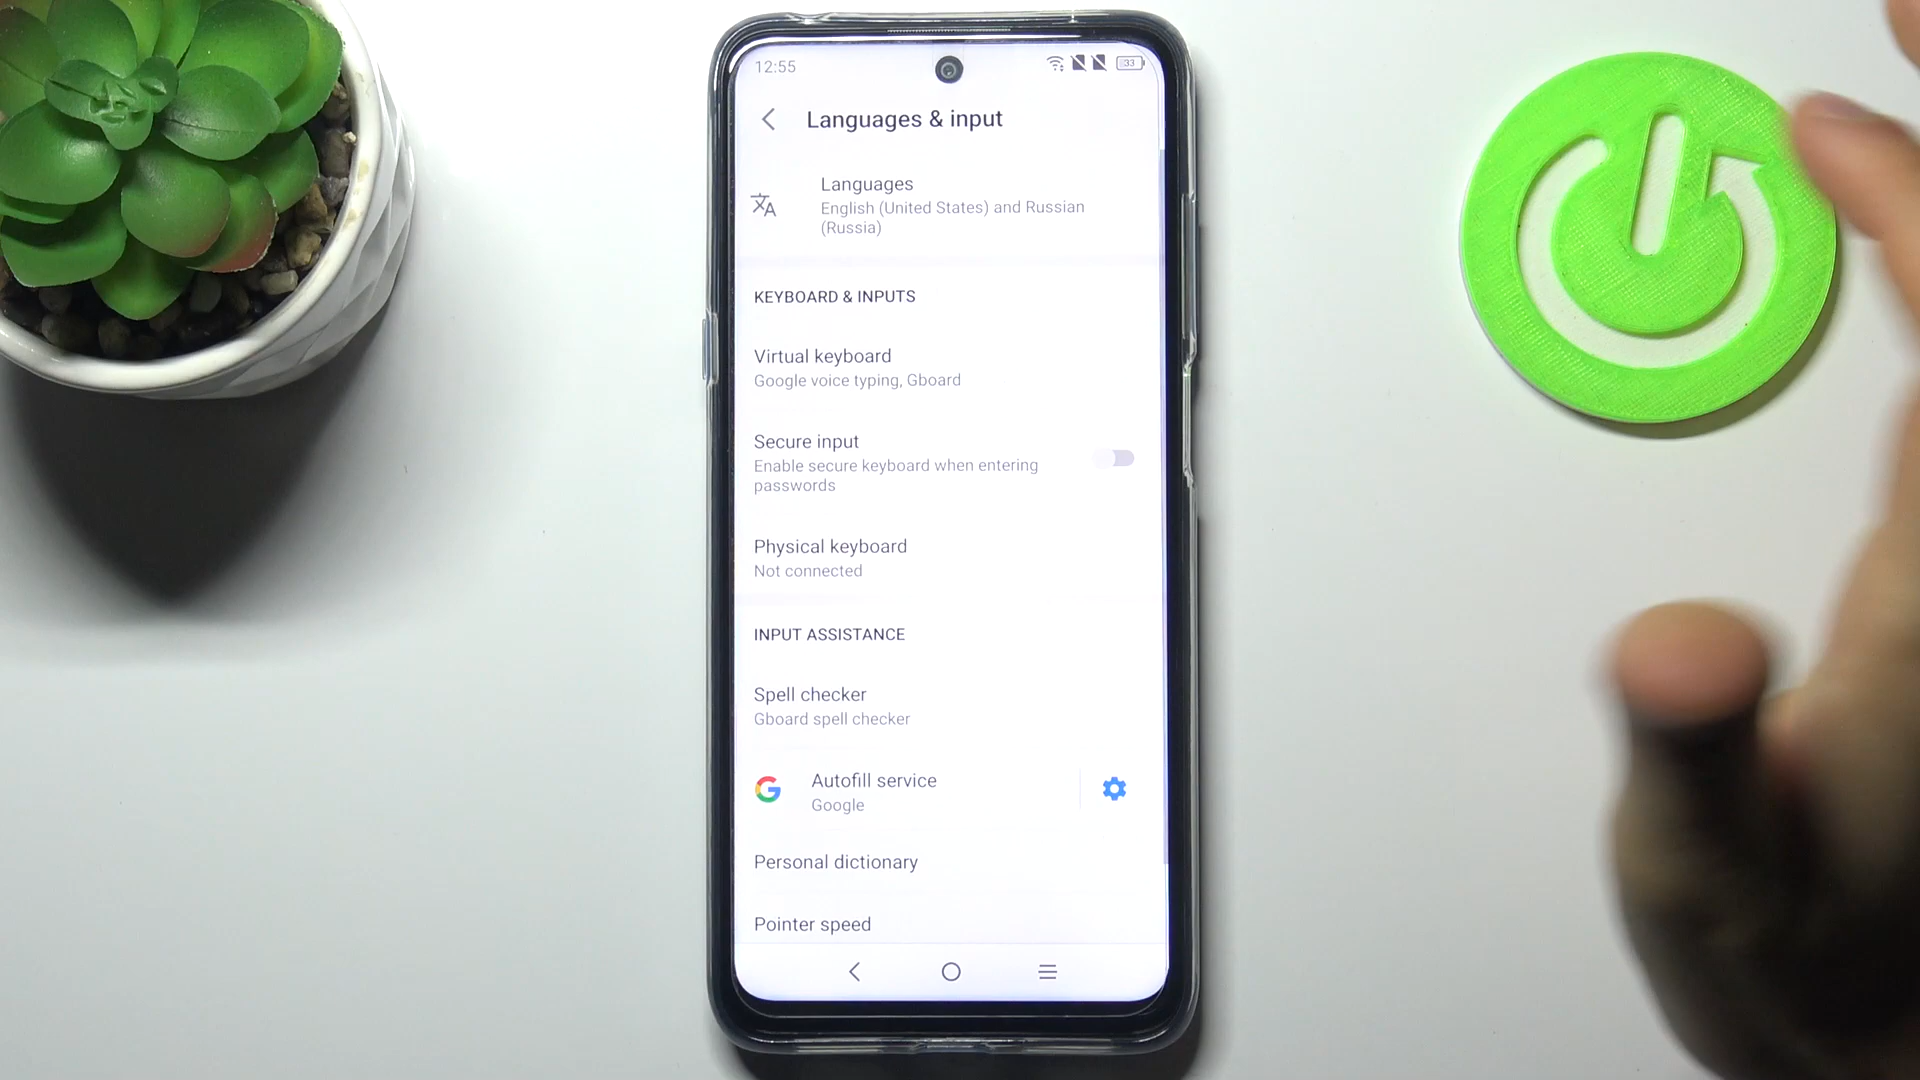 12:55
33
Languages & input
Languages
English (United States) and Russian
(Russia)
KEYBOARD & INPUTS
Virtual keyboard
Google voice typing, Gboard
Secure input
Enable secure keyboard when entering
passwords
Physical keyboard
Not connected
INPUT ASSISTANCE
Spell checker
Gboard spell checker
Autofill service
Google
Personal dictionary
Pointer speed